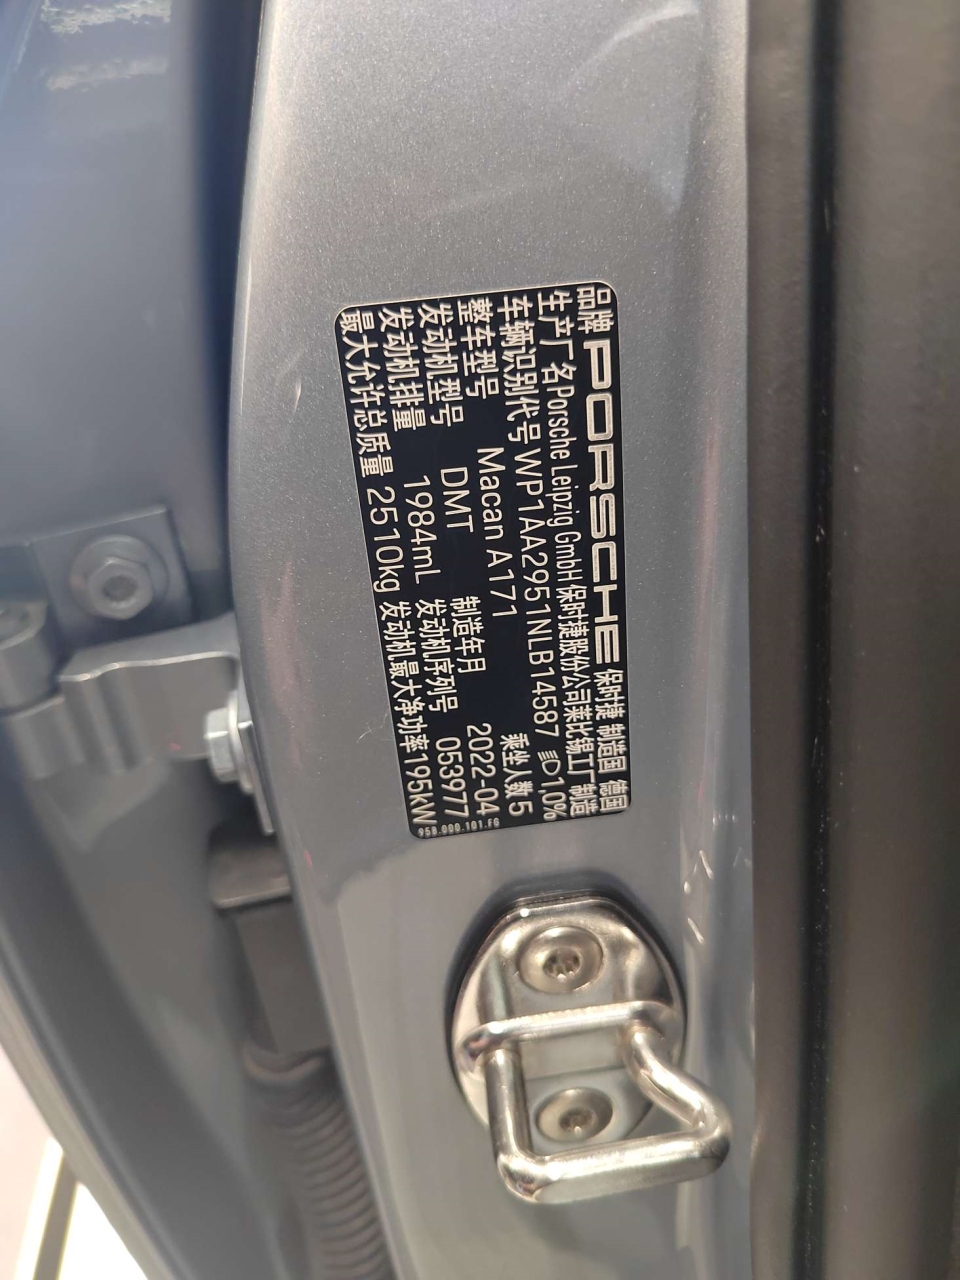 品牌 PORSCHE 保时捷 制造国 德国
生产厂名 Porsche Leipzig GmbH 保时捷股份公司莱比锡工厂制造
车辆识别代号 WP1AA2951NLB14587 1,0%
整车型号 Macan A171 乘坐人数 5
发动机型号 DMT 制造年月 2022-04
发动机排量 1984mL 发动机序列号 053977
最大允许总质量 2510kg 发动机最大净功率 195kW
95B.000.101.FG